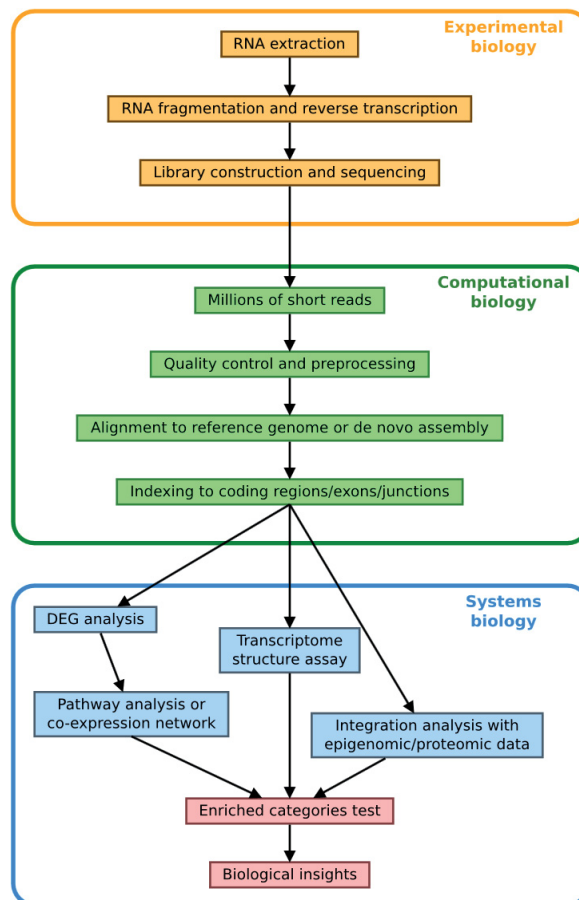 Experimental
biology
RNA extraction
RNA fragmentation and reverse transcription
Library construction and sequencing
Computational
biology
Millions of short reads
Quality control and preprocessing
Alignment to reference genome or de novo assembly
Indexing to coding regions/exons/junctions
Systems
biology
DEG analysis
Transcriptome
structure assay
Pathway analysis or
co-expression network
Integration analysis with
epigenomic/proteomic data
Enriched categories test
Biological insights